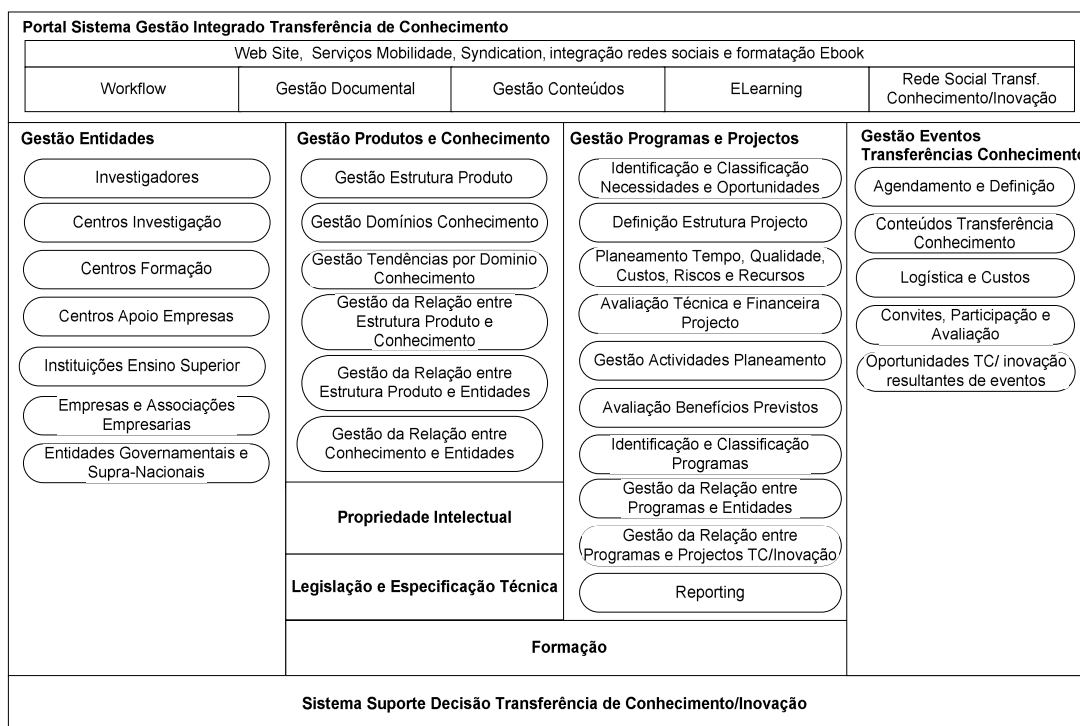 Portal Sistema Gestão Integrado Transferência de Conhecimento
Web Site, Serviços Mobilidade, Syndication, integração redes sociais e formatação Ebook
Workflow
Gestão Documental
Gestão Conteúdos
ELearning
Rede Social Transf.
Conhecimento/Inovação
Gestão Entidades
Investigadores
Centros Investigação
Centros Formação
Centros Apoio Empresas
Instituições Ensino Superior
Empresas e Associações
Empresarias
Entidades Governamentais e
Supra-Nacionais
Gestão Produtos e Conhecimento
Gestão Estrutura Produto
Gestão Domínios Conhecimento
Gestão Tendências por Dominio
Conhecimento
Gestão da Relação entre
Estrutura Produto e
Conhecimento
Gestão da Relação entre
Estrutura Produto e Entidades
Gestão da Relação entre
Conhecimento e Entidades
Propriedade Intelectual
Legislação e Especificação Técnica
Gestão Programas e Projectos
Identificação e Classificação
Necessidades e Oportunidades
Definição Estrutura Projecto
Planeamento Tempo, Qualidade,
Custos, Riscos e Recursos
Avaliação Técnica e Financeira
Projecto
Gestão Actividades Planeamento
Avaliação Benefícios Previstos
Identificação e Classificação
Programas
Gestão da Relação entre
Programas e Entidades
Gestão da Relação entre
Programas e Projectos TC/Inovação
Reporting
Gestão Eventos
Transferências Conhecimento
Agendamento e Definição
Conteúdos Transferência
Conhecimento
Logística e Custos
Convites, Participação e
Avaliação
Oportunidades TC/ inovação
resultantes de eventos
Formação
Sistema Suporte Decisão Transferência de Conhecimento/Inovação